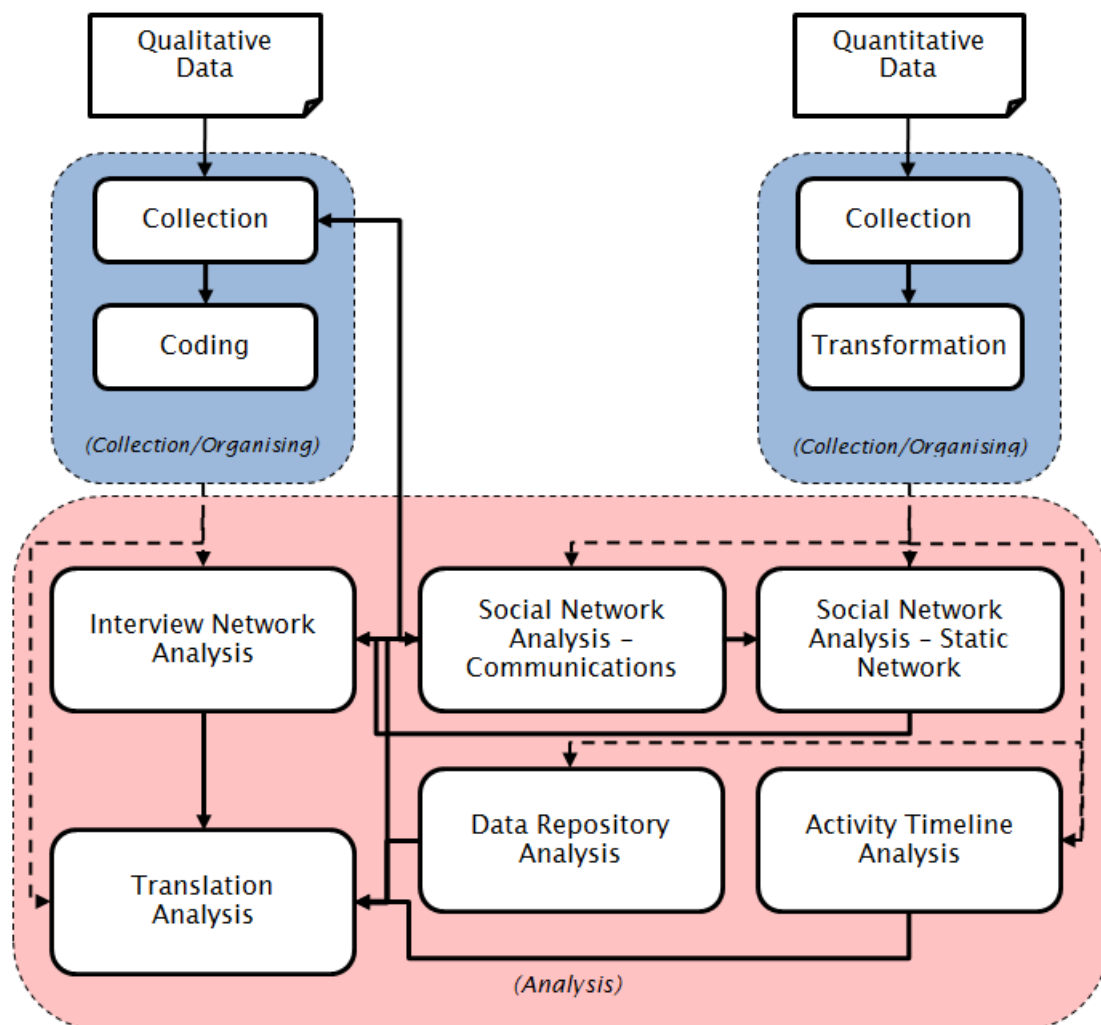 Qualitative
Data
Quantitative
Data
Collection
Coding
(Collection/Organising)
Collection
Transformation
(Collection/Organising)
Interview Network
Analysis
Social Network
Analysis –
Communications
Social Network
Analysis – Static
Network
Translation
Analysis
Data Repository
Analysis
Activity Timeline
Analysis
(Analysis)